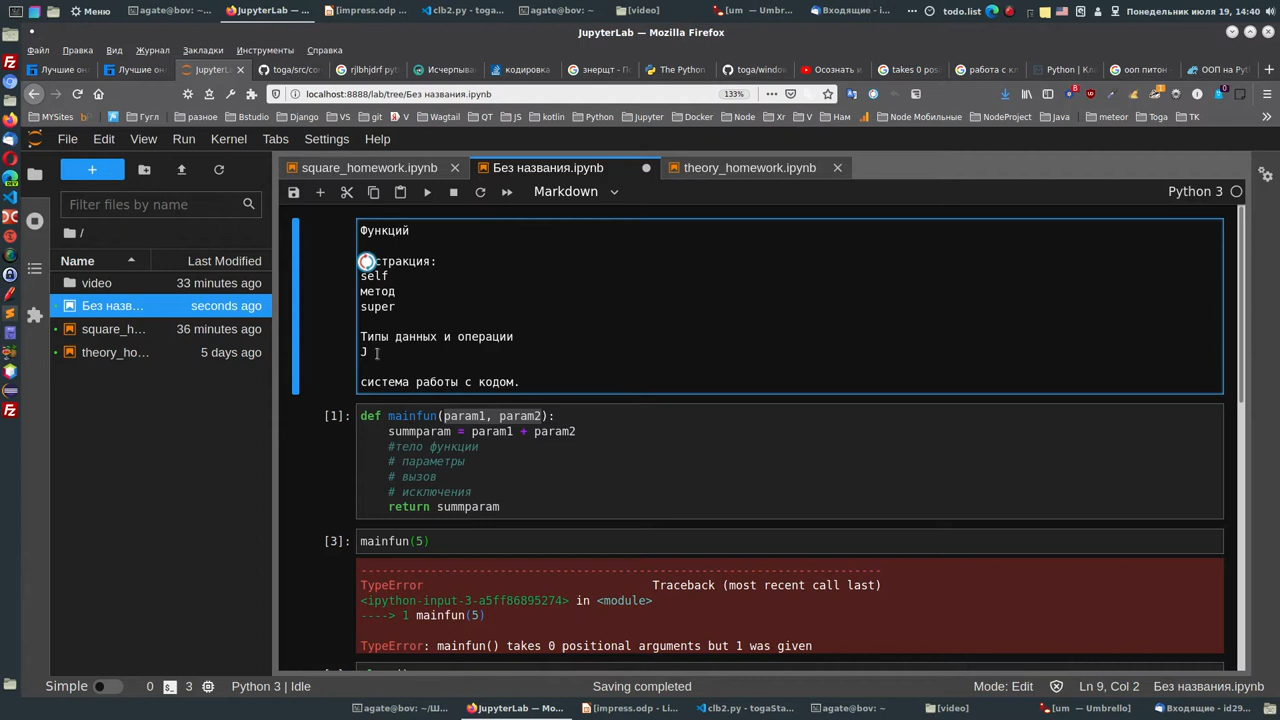 Меню
agate@bov: ~...
JupyterLab — ...
[impress.odp ...
clb2.py - toga...
agate@bov: ~
[video]
[um — Umbr...
Входящие - i...
todo.list
Понедельник июля 19, 14:40
JupyterLab — Mozilla Firefox
Файл Правка Вид Журнал Закладки Инструменты Справка
Лучшие онл
Лучшие онл
JupyterL
toga/src/co
rjlbhjdrf pyt
Исчерпыва
кодировка
знерщт - П
The Python
toga/windo
Осознать и
takes 0 posi
работа с кл
Python | Кл
ооп питон -
ООП на Pyt
localhost:8888/lab/tree/Без названия.ipynb
133%
MYSites Гугл разное Bstudio Django VS git Я Wagtail QT JS kotlin Python Jupyter Docker Node Xr V Нам Node Мобильные NodeProject Java meteor Toga TK
File Edit View Run Kernel Tabs Settings Help
square_homework.ipynb
Без названия.ipynb
theory_homework.ipynb
Markdown
Python 3
Filter files by name
/
Name Last Modified
video 33 minutes ago
Без назв... seconds ago
square_h... 36 minutes ago
theory_ho... 5 days ago
Функций
стракция:
self
метод
super
Типы данных и операции
J
система работы с кодом.
[1]: def mainfun(param1, param2):
summparam = param1 + param2
#тело функции
# параметры
# вызов
# исключения
return summparam
[3]: mainfun(5)
---------------------------------------------------------------------------
TypeError Traceback (most recent call last)
<ipython-input-3-a5ff86895274> in <module>
----> 1 mainfun(5)
TypeError: mainfun() takes 0 positional arguments but 1 was given
Simple 0 3 Python 3 | Idle Saving completed Mode: Edit Ln 9, Col 2 Без названия.ipynb
agate@bov: ~/Ш...
JupyterLab — Mo...
[impress.odp - Li...
clb2.py - togaSta...
agate@bov: ~
[video]
[um — Umbrello]
Входящие - id29...